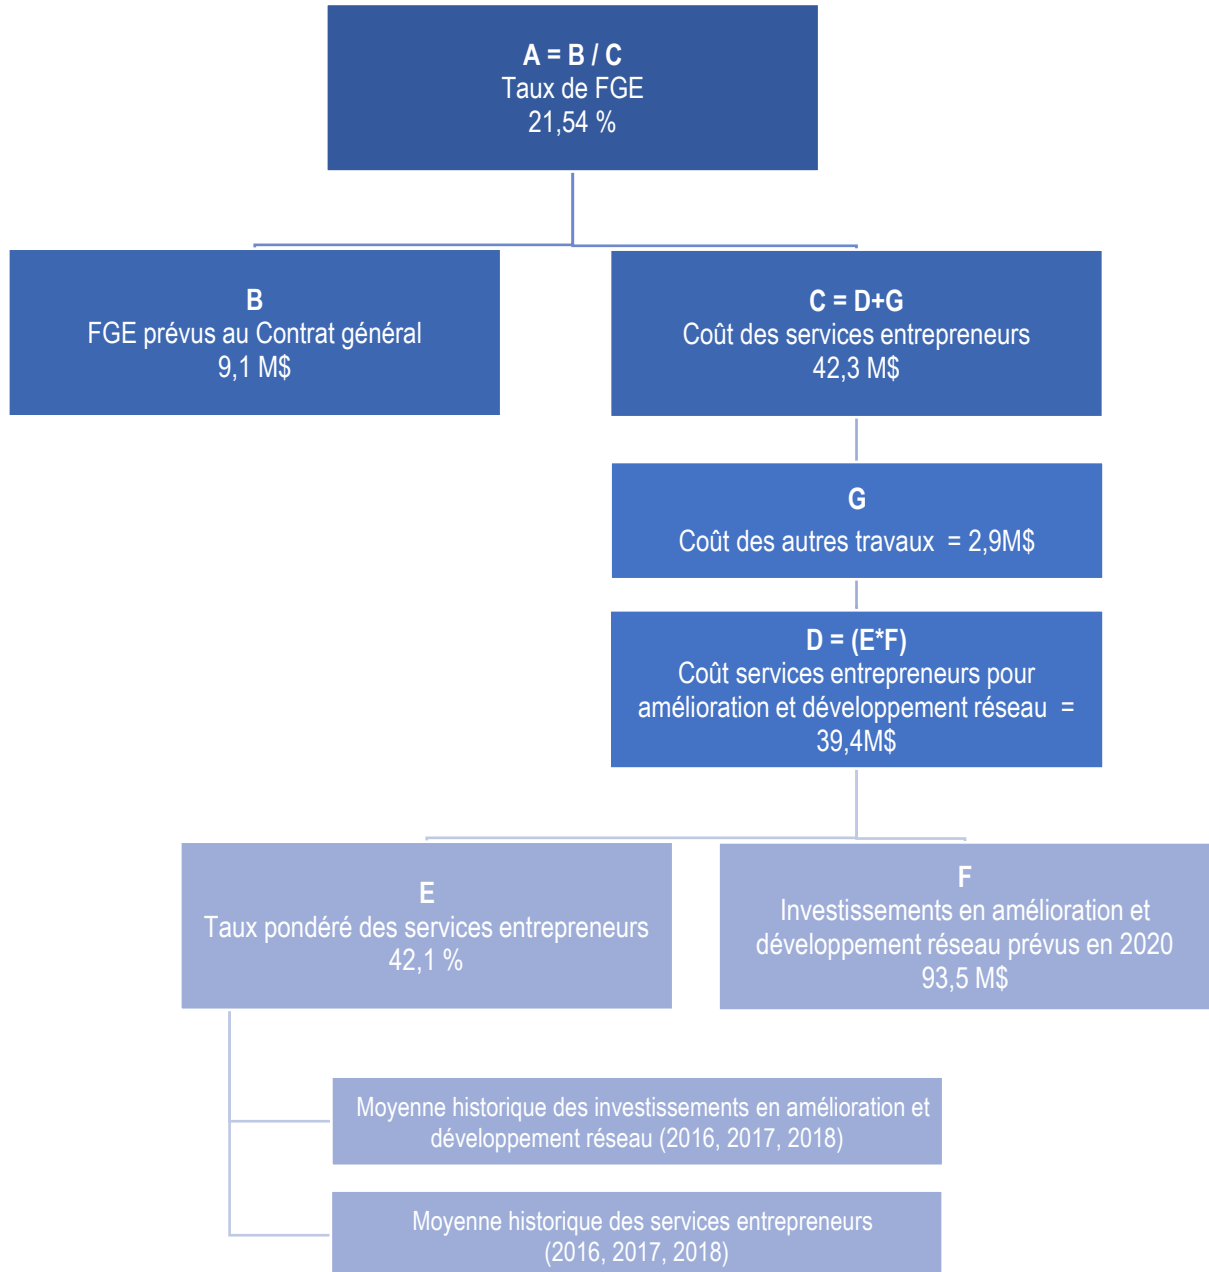 A = B / C
Taux de FGE
21,54 %
B
FGE prévus au Contrat général
9,1 M$
C = D+G
Coût des services entrepreneurs
42,3 M$
G
Coût des autres travaux  = 2,9M$
D = (E*F)
Coût services entrepreneurs pour
amélioration et développement réseau  =
39,4M$
E
Taux pondéré des services entrepreneurs
42,1 %
F
Investissements en amélioration et
développement réseau prévus en 2020
93,5 M$
Moyenne historique des investissements en amélioration et
développement réseau (2016, 2017, 2018)
Moyenne historique des services entrepreneurs
(2016, 2017, 2018)